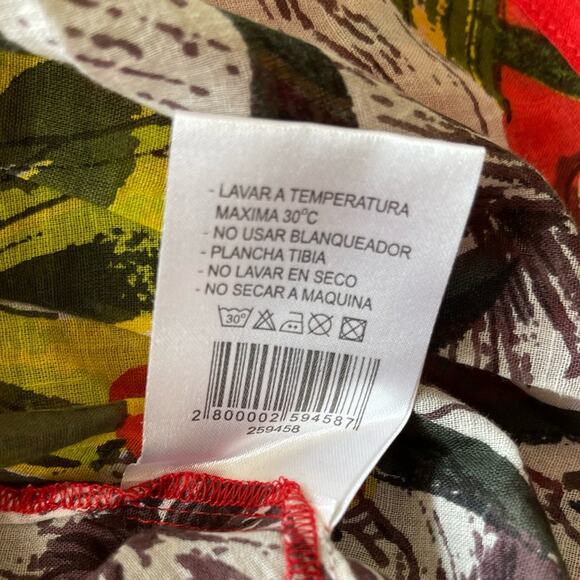 - LAVAR A TEMPERATURA
MAXIMA 30°C
- NO USAR BLANQUEADOR
- PLANCHA TIBIA
- NO LAVAR EN SECO
- NO SECAR A MAQUINA
30°
2 800002 594587
259458